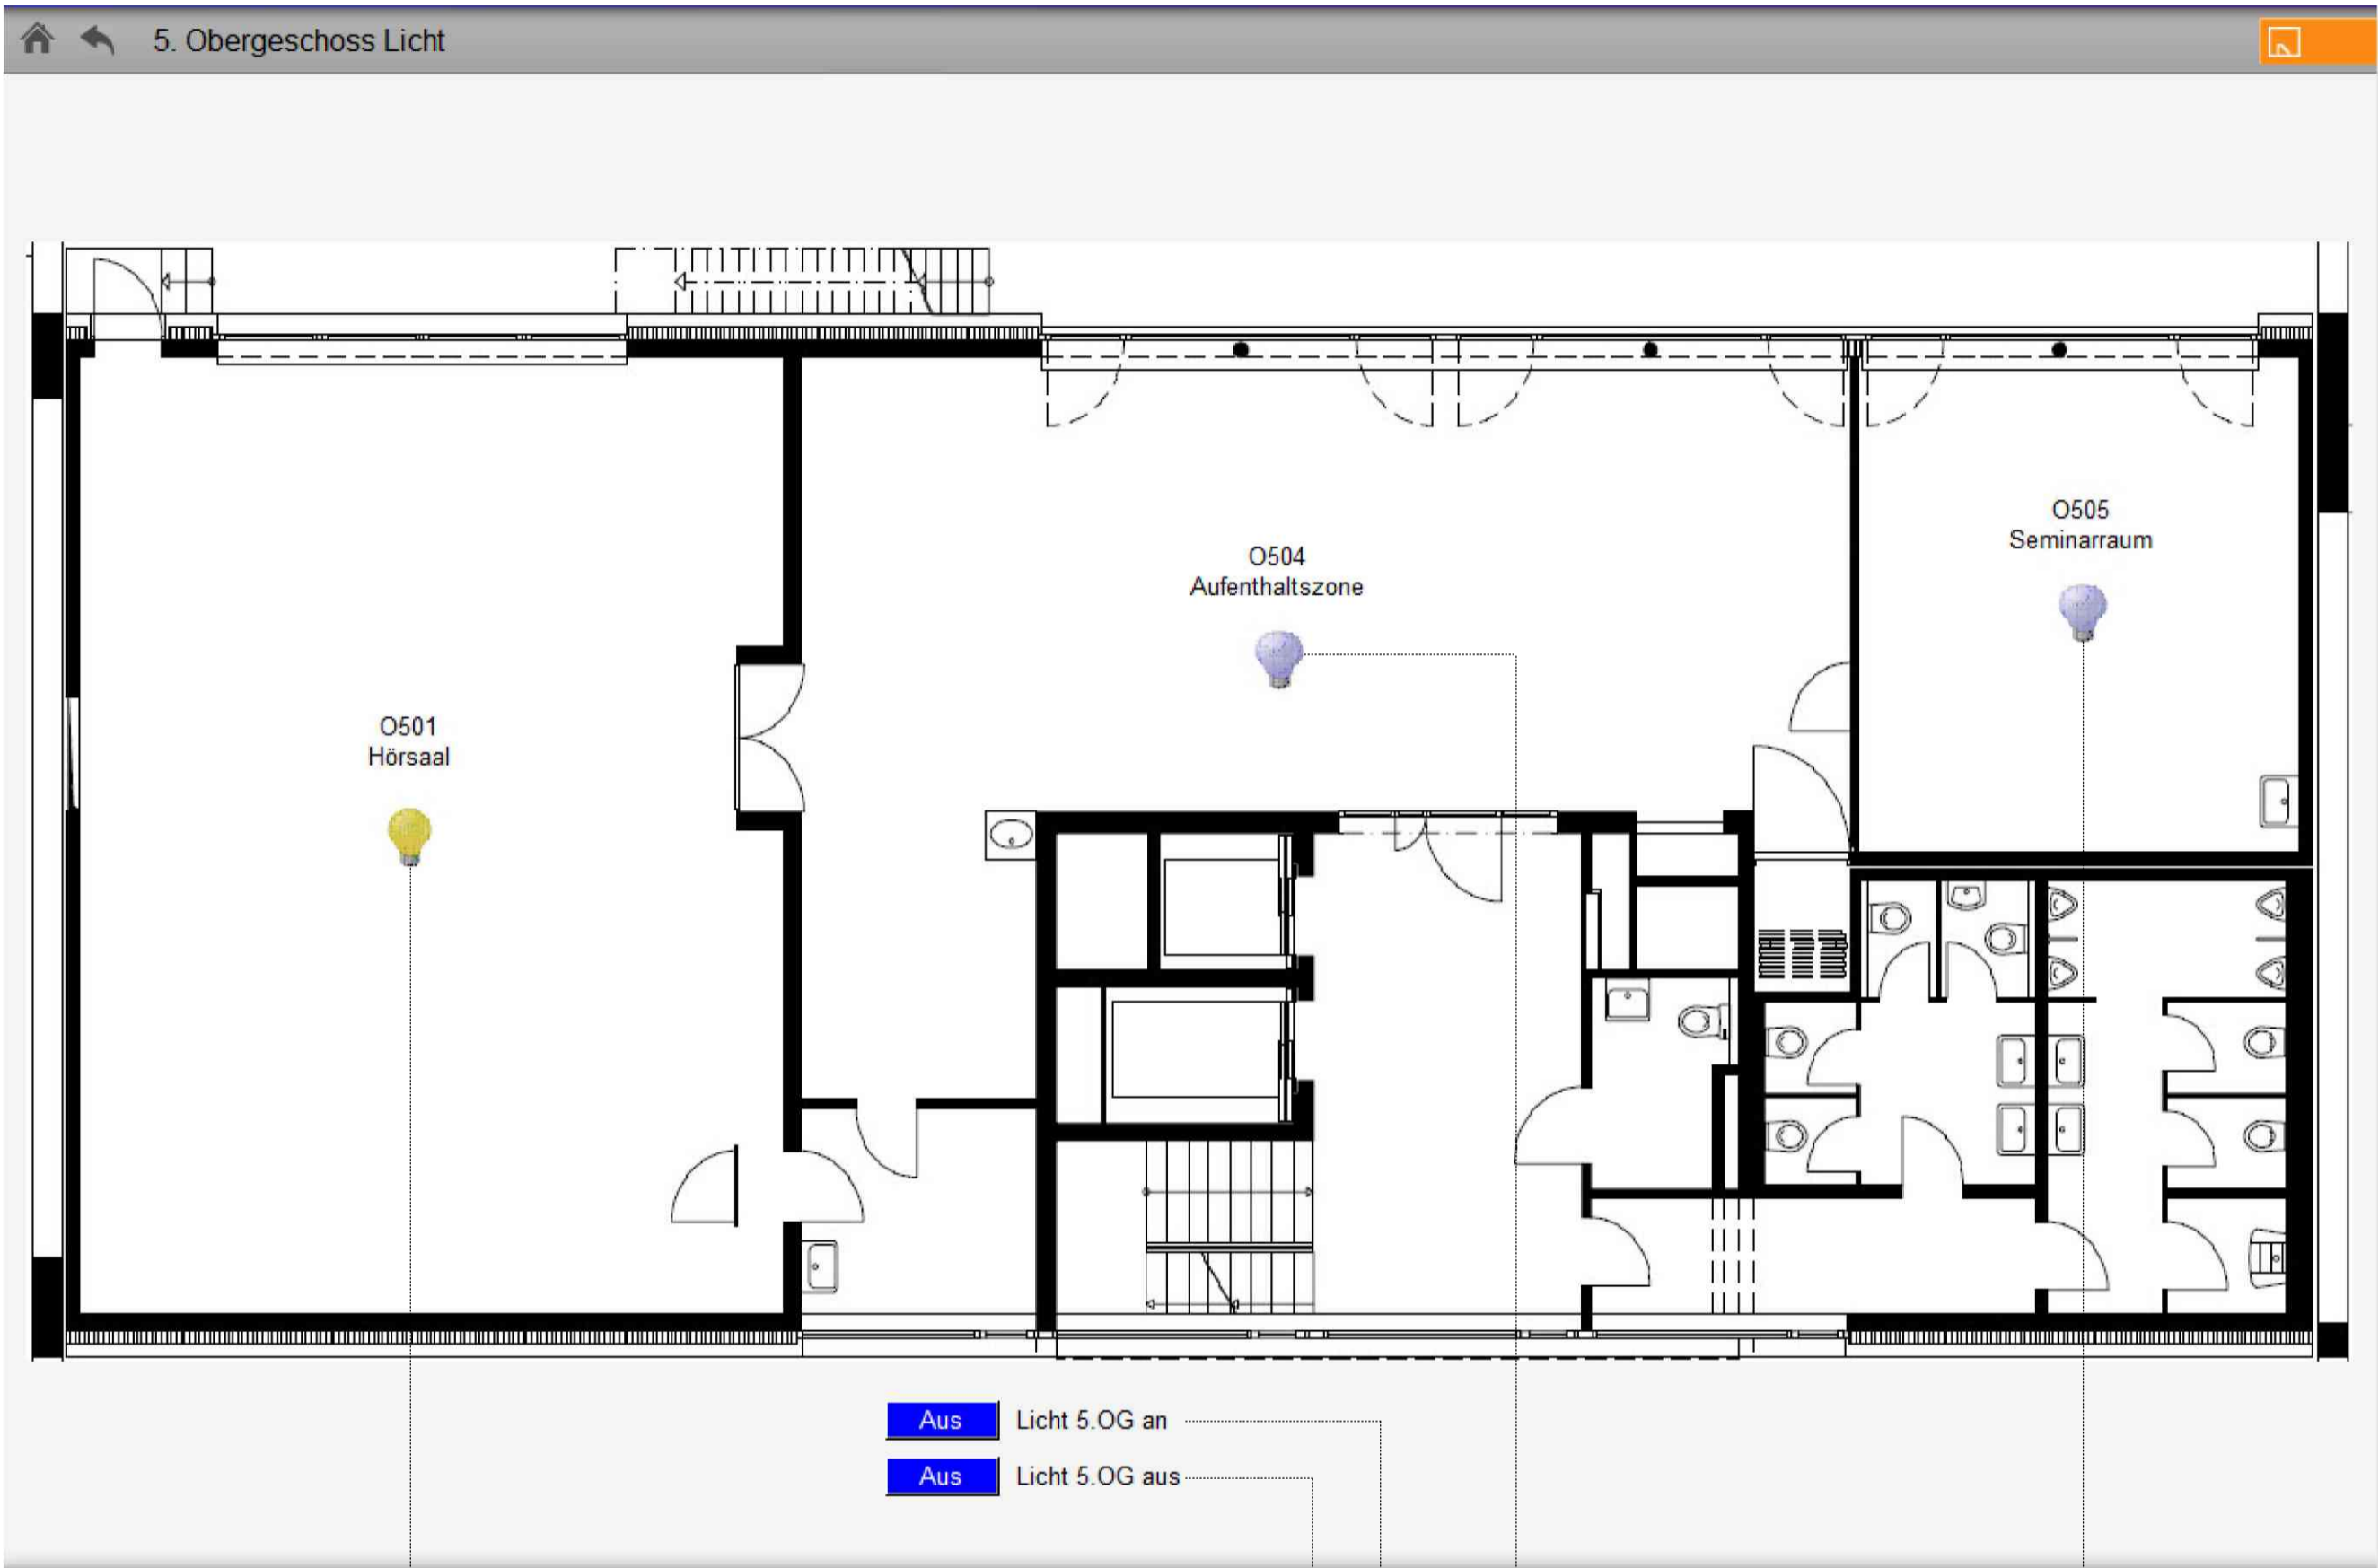 5. Obergeschoss Licht
O505
Seminarraum
O504
Aufenthaltszone
O501
Hörsaal
Aus Licht 5.OG an
Aus Licht 5.OG aus